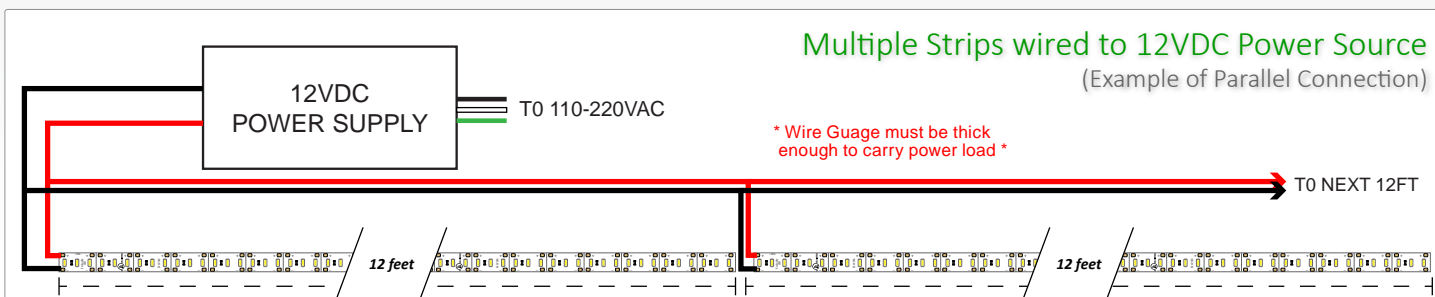 Multiple Strips wired to 12VDC Power Source
(Example of Parallel Connection)
12VDC
POWER SUPPLY
T0 110-220VAC
* Wire Guage must be thick
enough to carry power load *
T0 NEXT 12FT
12 feet
12 feet